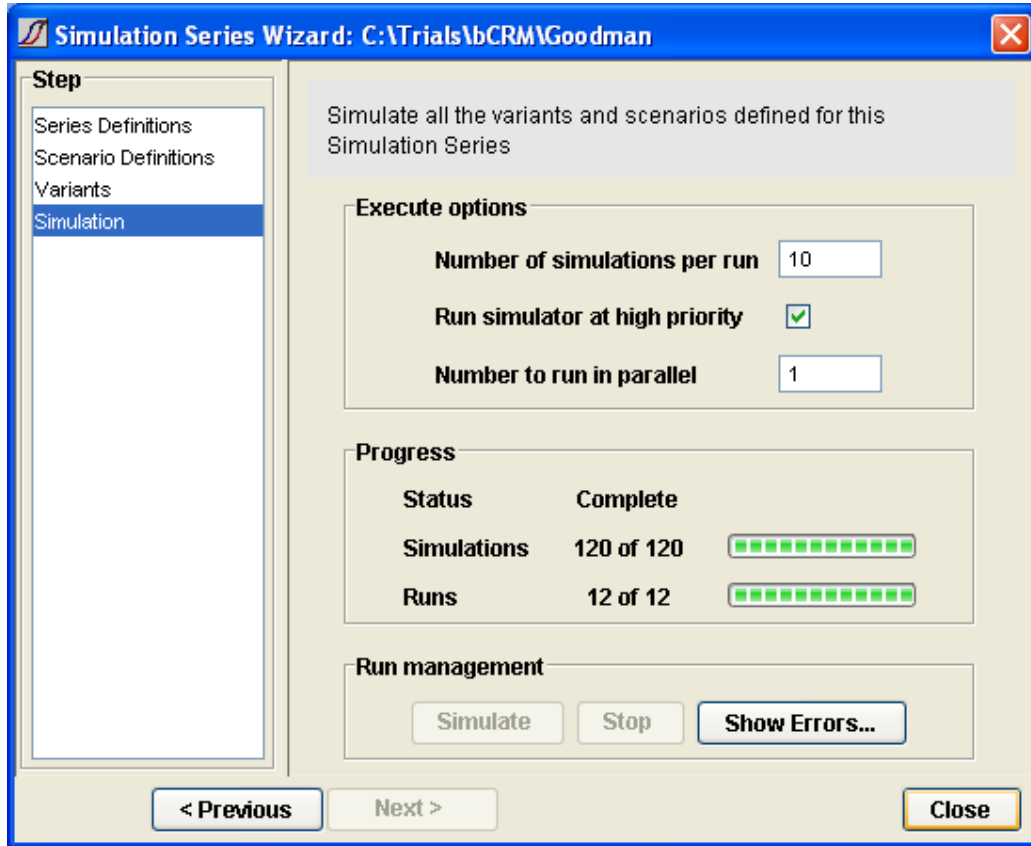 Simulation Series Wizard: C:\Trials\bCRM\Goodman
Step
Series Definitions
Scenario Definitions
Variants
Simulation
Simulate all the variants and scenarios defined for this
Simulation Series
Execute options
Number of simulations per run 10
Run simulator at high priority
Number to run in parallel 1
Progress
Status Complete
Simulations 120 of 120
Runs 12 of 12
Run management
Simulate Stop Show Errors...
< Previous Next > Close